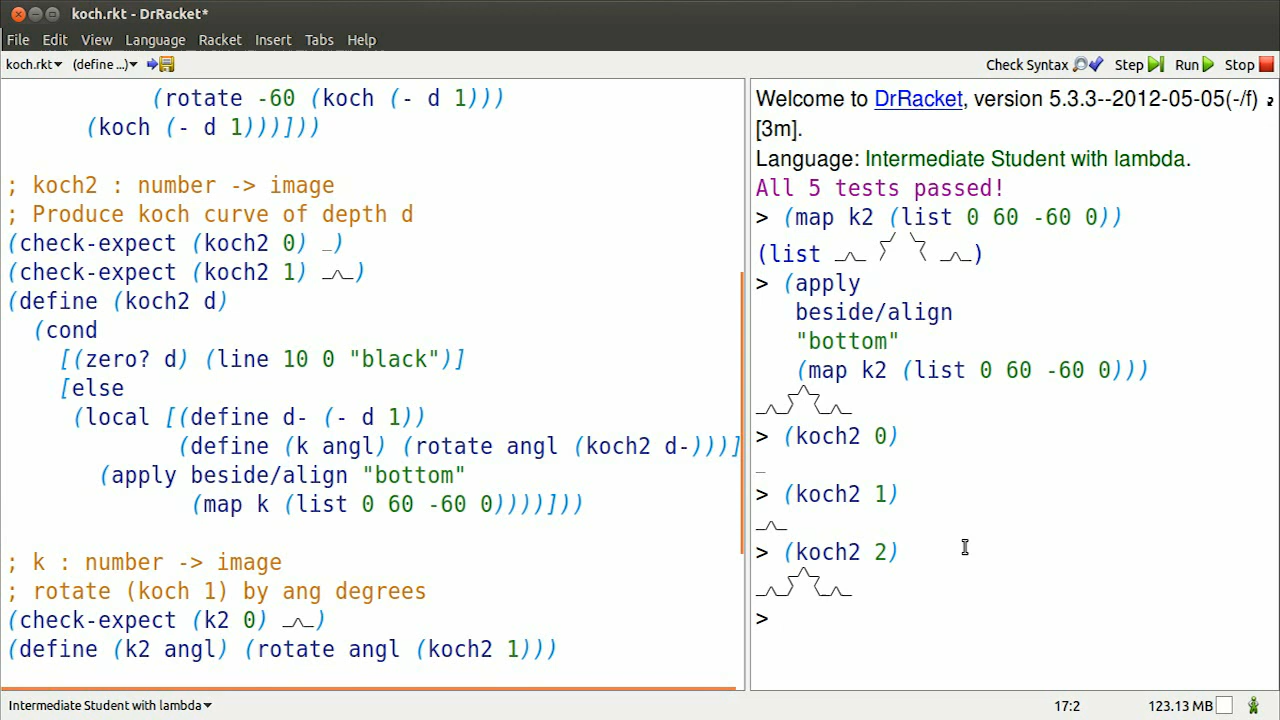 koch.rkt - DrRacket*
File Edit View Language Racket Insert Tabs Help
koch.rkt (define ...) Check Syntax Step Run Stop
(rotate -60 (koch (- d 1)))
(koch (- d 1)))]))
; koch2 : number -> image
; Produce koch curve of depth d
(check-expect (koch2 0) )
(check-expect (koch2 1) )
(define (koch2 d)
(cond
[(zero? d) (line 10 0 "black")]
[else
(local [(define d- (- d 1))
(define (k angl) (rotate angl (koch2 d-)))]
(apply beside/align "bottom"
(map k (list 0 60 -60 0))))]))
; k : number -> image
; rotate (koch 1) by ang degrees
(check-expect (k2 0) )
(define (k2 angl) (rotate angl (koch2 1)))
Welcome to DrRacket, version 5.3.3--2012-05-05(-/f)
[3m].
Language: Intermediate Student with lambda.
All 5 tests passed!
> (map k2 (list 0 60 -60 0))
(list )
> (apply
beside/align
"bottom"
(map k2 (list 0 60 -60 0)))
> (koch2 0)
> (koch2 1)
> (koch2 2)
>
Intermediate Student with lambda 17:2 123.13 MB